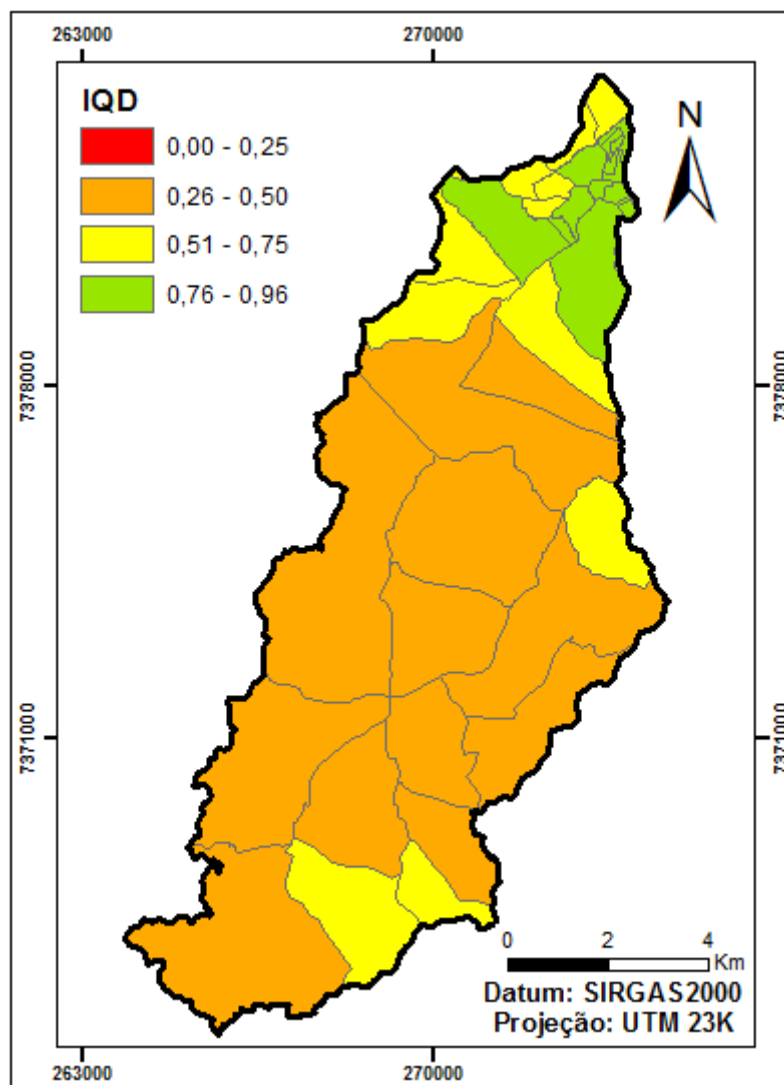 263000 270000
IQD
0,00 - 0,25
0,26 - 0,50
0,51 - 0,75
0,76 - 0,96
N
7378000 7378000
7371000 7371000
0 2 4
Km
Datum: SIRGAS2000
Projeção: UTM 23K
263000 270000